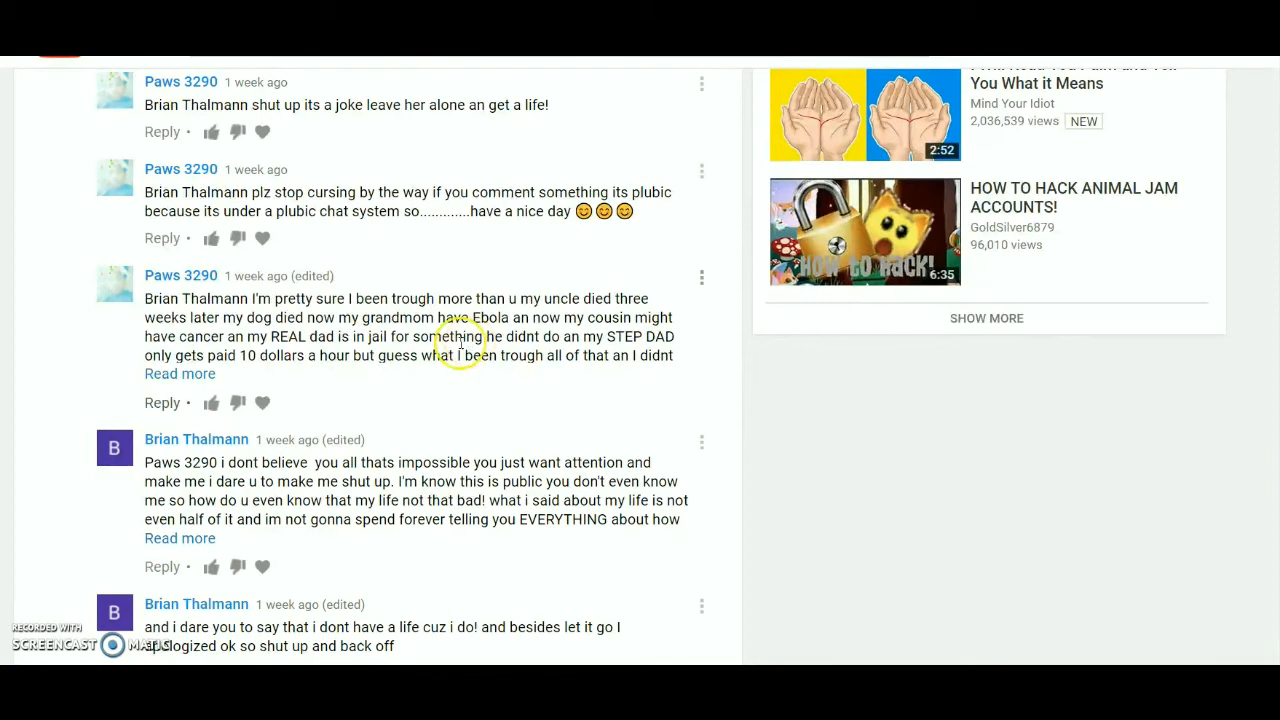 Paws 3290 1 week ago
Brian Thalmann shut up its a joke leave her alone an get a life!
Reply •
Paws 3290 1 week ago
Brian Thalmann plz stop cursing by the way if you comment something its plubic
because its under a plubic chat system so.............have a nice day 😊😊😊
Reply •
Paws 3290 1 week ago (edited)
Brian Thalmann I'm pretty sure I been trough more than u my uncle died three
weeks later my dog died now my grandmom have Ebola an now my cousin might
have cancer an my REAL dad is in jail for something he didnt do an my STEP DAD
only gets paid 10 dollars a hour but guess what i been trough all of that an I didnt
Read more
Reply •
B
Brian Thalmann 1 week ago (edited)
Paws 3290 i dont believe you all thats impossible you just want attention and
make me i dare u to make me shut up. I'm know this is public you don't even know
me so how do u even know that my life not that bad! what i said about my life is not
even half of it and im not gonna spend forever telling you EVERYTHING about how
Read more
Reply •
B
Brian Thalmann 1 week ago (edited)
and i dare you to say that i dont have a life cuz i do! and besides let it go I
apologized ok so shut up and back off
RECORDED WITH
SCREENCAST MATIC
You What it Means
Mind Your Idiot
2,036,539 views NEW
2:52
HOW TO HACK ANIMAL JAM
ACCOUNTS!
GoldSilver6879
96,010 views
HOW TO HACK!
6:35
SHOW MORE